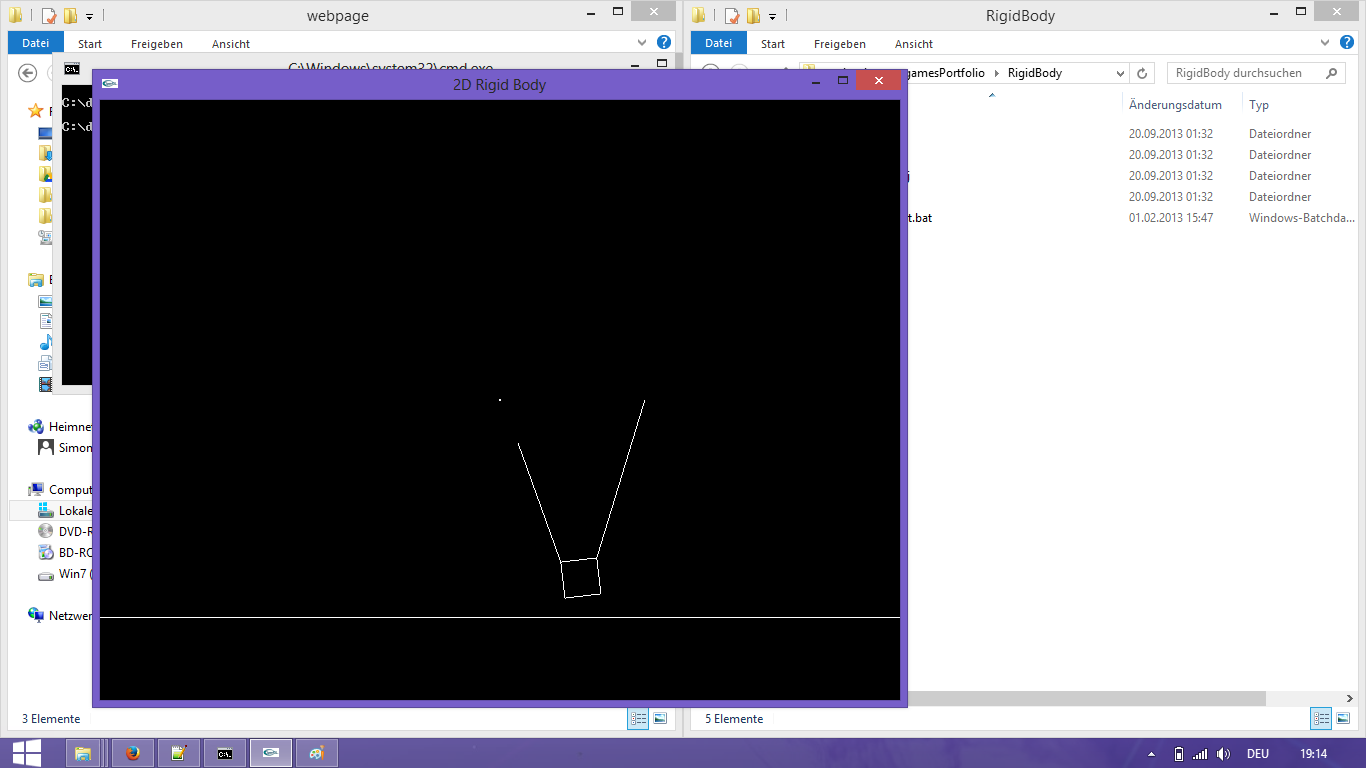 webpage
Datei Start Freigeben Ansicht
C:\Windows\system32\cmd.exe
C:\d
C:\d
2D Rigid Body
Heimne
Simon
Comput
Lokale
DVD-R
BD-RO
Win7 (
Netzwer
3 Elemente
RigidBody
Datei Start Freigeben Ansicht
gamesPortfolio RigidBody RigidBody durchsuchen
Änderungsdatum Typ
20.09.2013 01:32 Dateiordner
20.09.2013 01:32 Dateiordner
20.09.2013 01:32 Dateiordner
20.09.2013 01:32 Dateiordner
t.bat 01.02.2013 15:47 Windows-Batchda...
5 Elemente
DEU 19:14